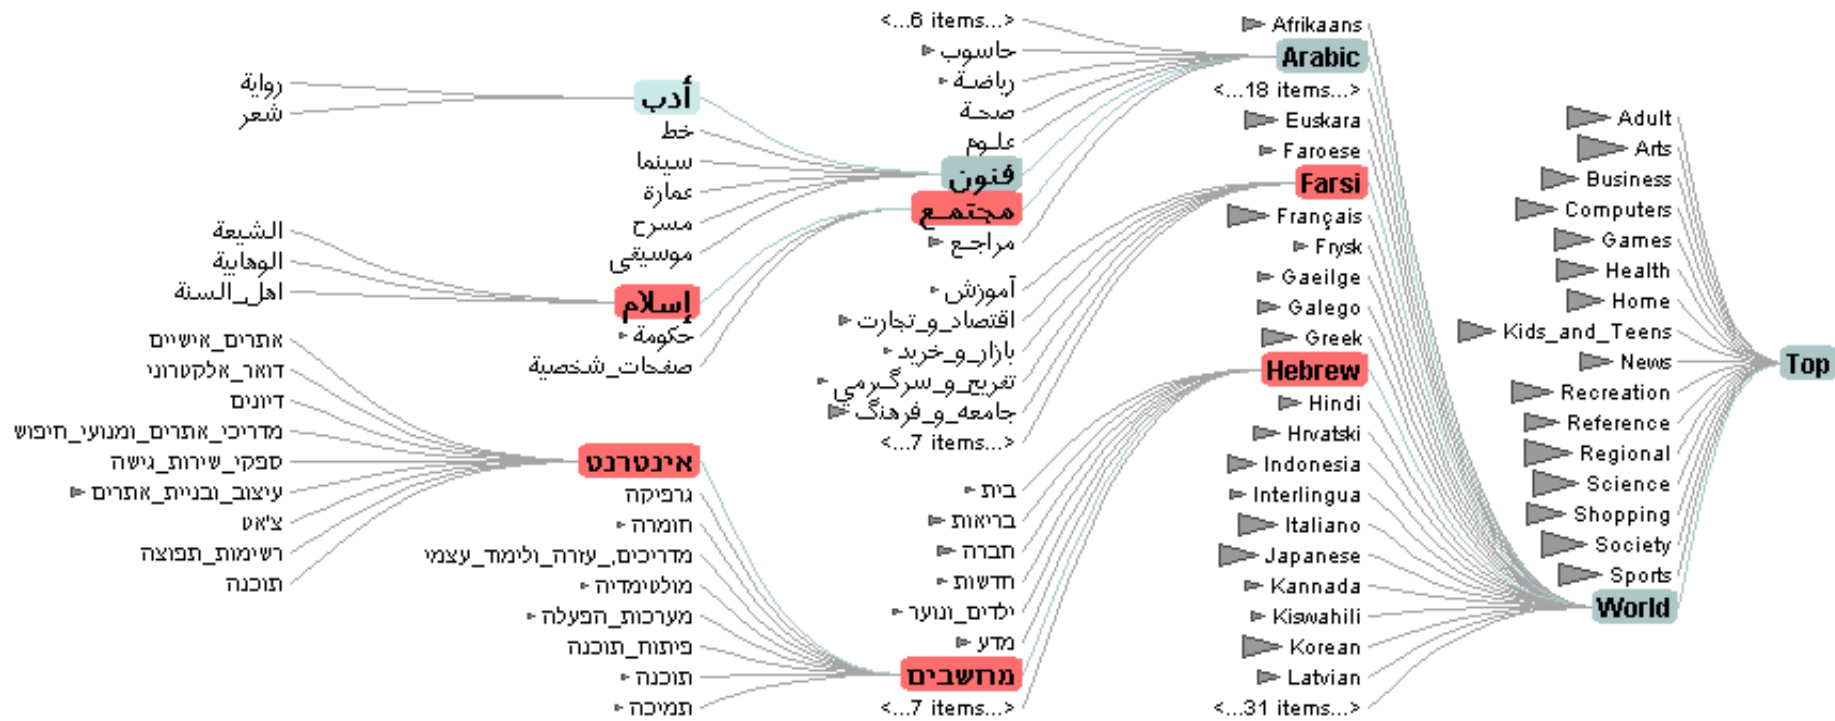 Top
Adult
Arts
Business
Computers
Games
Health
Home
Kids_and_Teens
News
Recreation
Reference
Regional
Science
Shopping
Society
Sports
World
Afrikaans
Arabic
<...18 items...>
Euskara
Faroese
Farsi
Français
Frysk
Gaeilge
Galego
Greek
Hebrew
Hindi
Hrvatski
Indonesia
Interlingua
Italiano
Japanese
Kannada
Kiswahili
Korean
Latvian
<...31 items...>
<...6 items...>
حاسوب
رياضة
صحة
علوم
فنون
مجتمع
مراجع
آموزش
اقتصاد_و_تجارت
بازار_و_خريد
تفريح_و_سرگرمي
جامعه_و_فرهنگ
<...7 items...>
בית
בריאות
חברה
חדשות
ילדים_ונוער
מדע
מחשבים
<...7 items...>
أدب
خط
سينما
عمارة
مسرح
موسيقى
إسلام
حكومة
صفحات_شخصية
אינטרנט
גרפיקה
חומרה
מדריכים,_עזרה_ולימוד_עצמי
מולטימדיה
מערכות_הפעלה
פיתוח_תוכנה
תוכנה
תמיכה
رواية
شعر
الشيعة
الوهابية
اهل_السنة
אתרים_אישיים
דואר_אלקטרוני
דיונים
מדריכי_אתרים_ומנועי_חיפוש
ספקי_שירות_גישה
עיצוב_ובניית_אתרים
צ'אט
רשימות_תפוצה
תוכנה